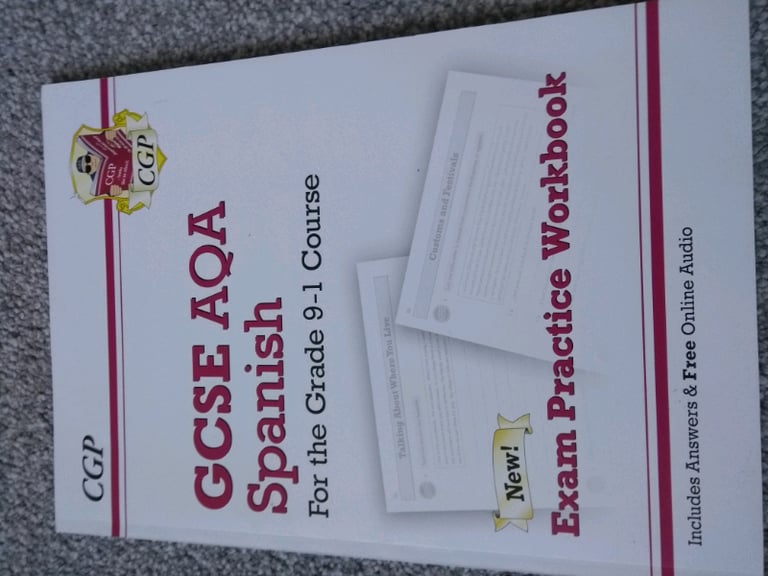 CGP
CGP
CGP
GCSE AQA
Spanish
For the Grade 9-1 Course
Customs and Festivals
Talking About Where You Live
New!
Exam Practice Workbook
Includes Answers & Free Online Audio